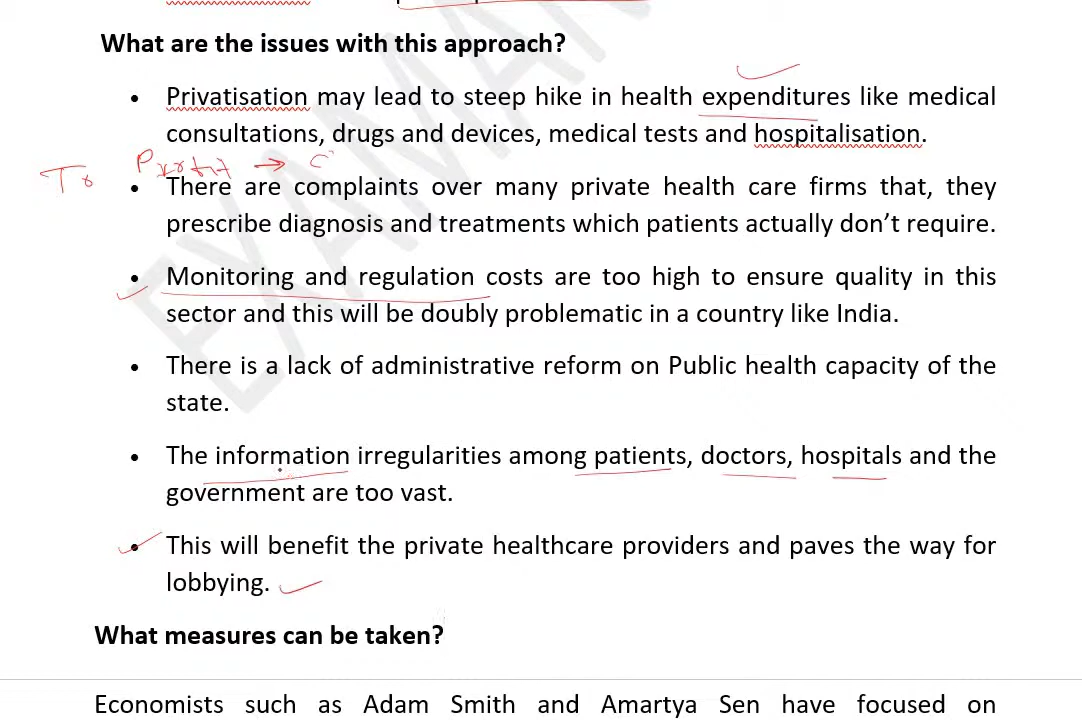 What are the issues with this approach?
• Privatisation may lead to steep hike in health expenditures like medical
consultations, drugs and devices, medical tests and hospitalisation.
Profit → C
• There are complaints over many private health care firms that, they
prescribe diagnosis and treatments which patients actually don’t require.
• Monitoring and regulation costs are too high to ensure quality in this
sector and this will be doubly problematic in a country like India.
• There is a lack of administrative reform on Public health capacity of the
state.
• The information irregularities among patients, doctors, hospitals and the
government are too vast.
• This will benefit the private healthcare providers and paves the way for
lobbying.
What measures can be taken?
Economists such as Adam Smith and Amartya Sen have focused on